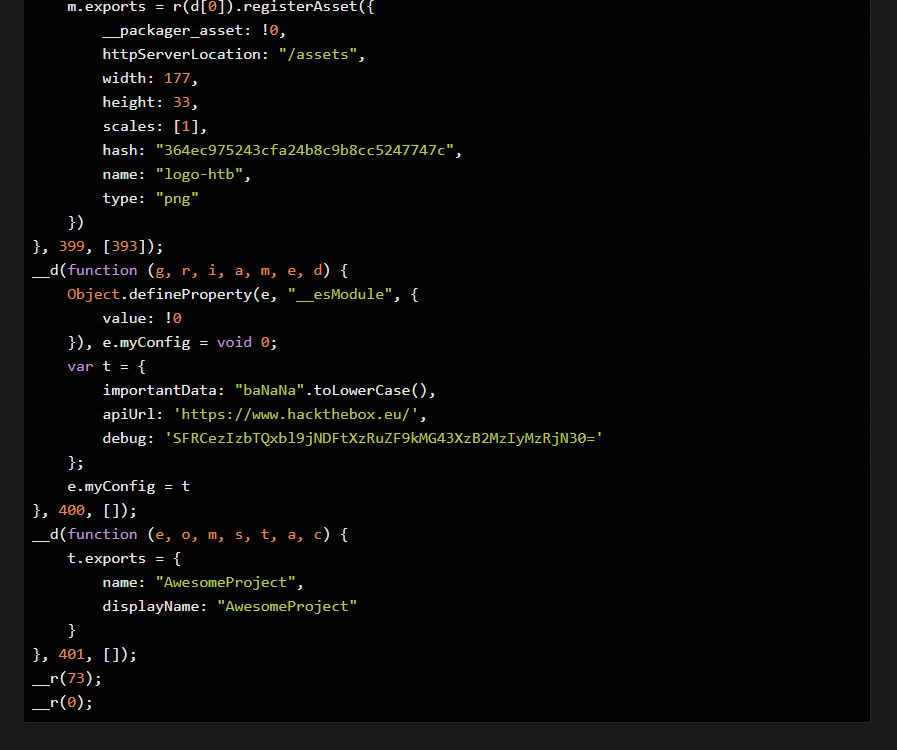 m.exports = r(d[0]).registerAsset({
__packager_asset: !0,
httpServerLocation: "/assets",
width: 177,
height: 33,
scales: [1],
hash: "364ec975243cfa24b8c9b8cc5247747c",
name: "logo-htb",
type: "png"
})
}, 399, [393]);
__d(function (g, r, i, a, m, e, d) {
Object.defineProperty(e, "__esModule", {
value: !0
}), e.myConfig = void 0;
var t = {
importantData: "baNaNa".toLowerCase(),
apiUrl: 'https://www.hackthebox.eu/',
debug: 'SFRCezIzbTQxbl9jNDFtXzRuZF9kMG43XzB2MzIyMzRjN30='
};
e.myConfig = t
}, 400, []);
__d(function (e, o, m, s, t, a, c) {
t.exports = {
name: "AwesomeProject",
displayName: "AwesomeProject"
}
}, 401, []);
__r(73);
__r(0);